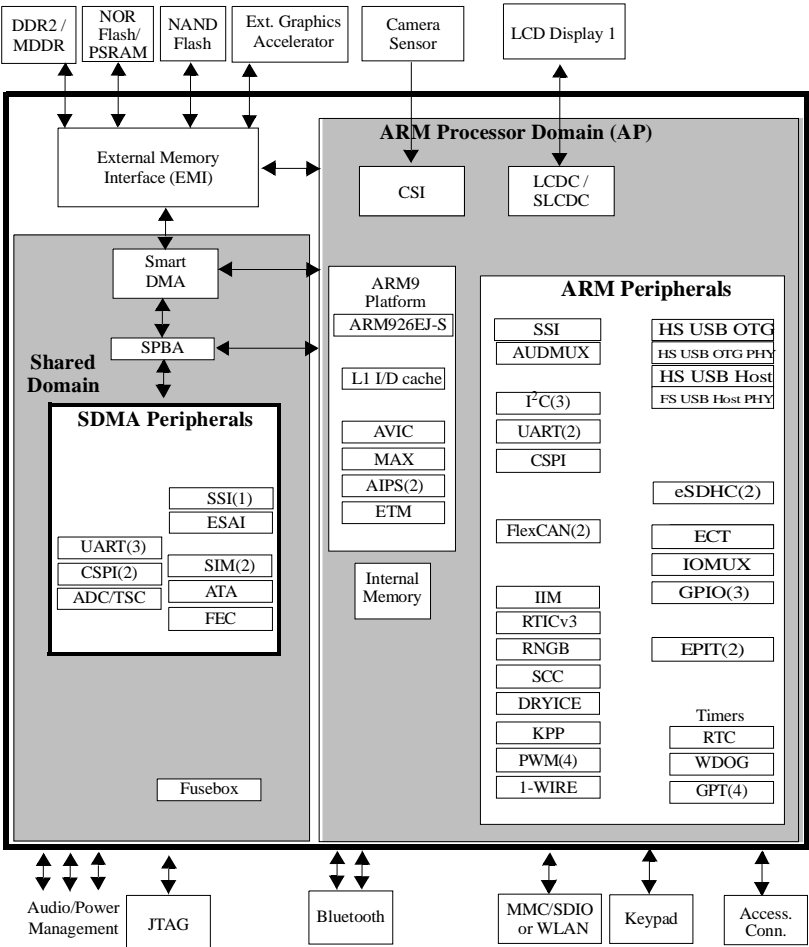 DDR2 /
MDDR
NOR
Flash/
PSRAM
NAND
Flash
Ext. Graphics
Accelerator
Camera
Sensor
LCD Display 1
External Memory
Interface (EMI)
ARM Processor Domain (AP)
CSI
LCDC /
SLCDC
Smart
DMA
SPBA
Shared
Domain
SDMA Peripherals
SSI(1)
ESAI
UART(3)
CSPI(2)
ADC/TSC
SIM(2)
ATA
FEC
Fusebox
ARM9
Platform
ARM926EJ-S
L1 I/D cache
AVIC
MAX
AIPS(2)
ETM
Internal
Memory
ARM Peripherals
SSI
AUDMUX
I²C(3)
UART(2)
CSPI
FlexCAN(2)
IIM
RTICv3
RNGB
SCC
DRYICE
KPP
PWM(4)
1-WIRE
HS USB OTG
HS USB OTG PHY
HS USB Host
FS USB Host PHY
eSDHC(2)
ECT
IOMUX
GPIO(3)
EPIT(2)
Timers
RTC
WDOG
GPT(4)
Audio/Power
Management
JTAG
Bluetooth
MMC/SDIO
or WLAN
Keypad
Access.
Conn.